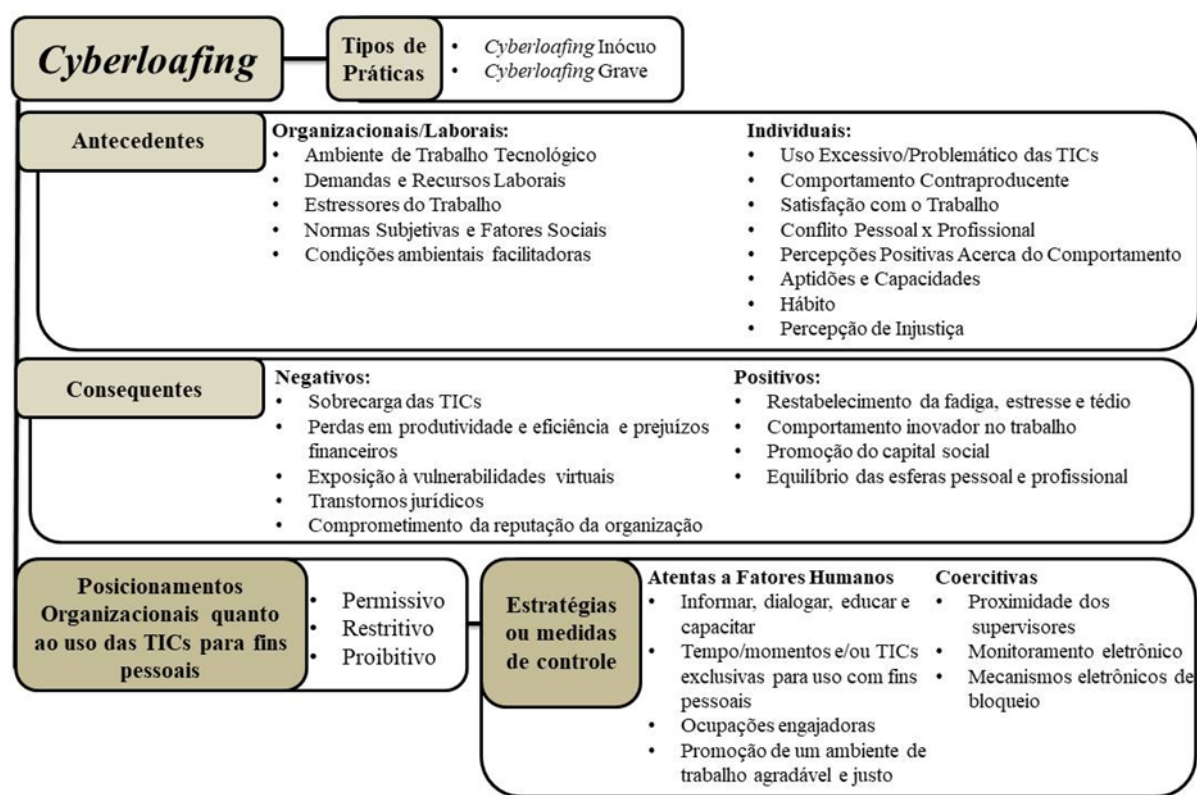 Cyberloafing
Tipos de
Práticas
• Cyberloafing Inócuo
• Cyberloafing Grave
Antecedentes
Organizacionais/Laborais:
• Ambiente de Trabalho Tecnológico
• Demandas e Recursos Laborais
• Estressores do Trabalho
• Normas Subjetivas e Fatores Sociais
• Condições ambientais facilitadoras
Individuais:
• Uso Excessivo/Problemático das TICs
• Comportamento Contraproducente
• Satisfação com o Trabalho
• Conflito Pessoal x Profissional
• Percepções Positivas Acerca do Comportamento
• Aptidões e Capacidades
• Hábito
• Percepção de Injustiça
Consequentes
Negativos:
• Sobrecarga das TICs
• Perdas em produtividade e eficiência e prejuízos
financeiros
• Exposição à vulnerabilidades virtuais
• Transtornos jurídicos
• Comprometimento da reputação da organização
Positivos:
• Restabelecimento da fadiga, estresse e tédio
• Comportamento inovador no trabalho
• Promoção do capital social
• Equilíbrio das esferas pessoal e profissional
Posicionamentos
Organizacionais quanto
ao uso das TICs para fins
pessoais
• Permissivo
• Restritivo
• Proibitivo
Estratégias
ou medidas
de controle
Atentas a Fatores Humanos
• Informar, dialogar, educar e
capacitar
• Tempo/momentos e/ou TICs
exclusivas para uso com fins
pessoais
• Ocupações engajadoras
• Promoção de um ambiente de
trabalho agradável e justo
Coercitivas
• Proximidade dos
supervisores
• Monitoramento eletrônico
• Mecanismos eletrônicos de
bloqueio